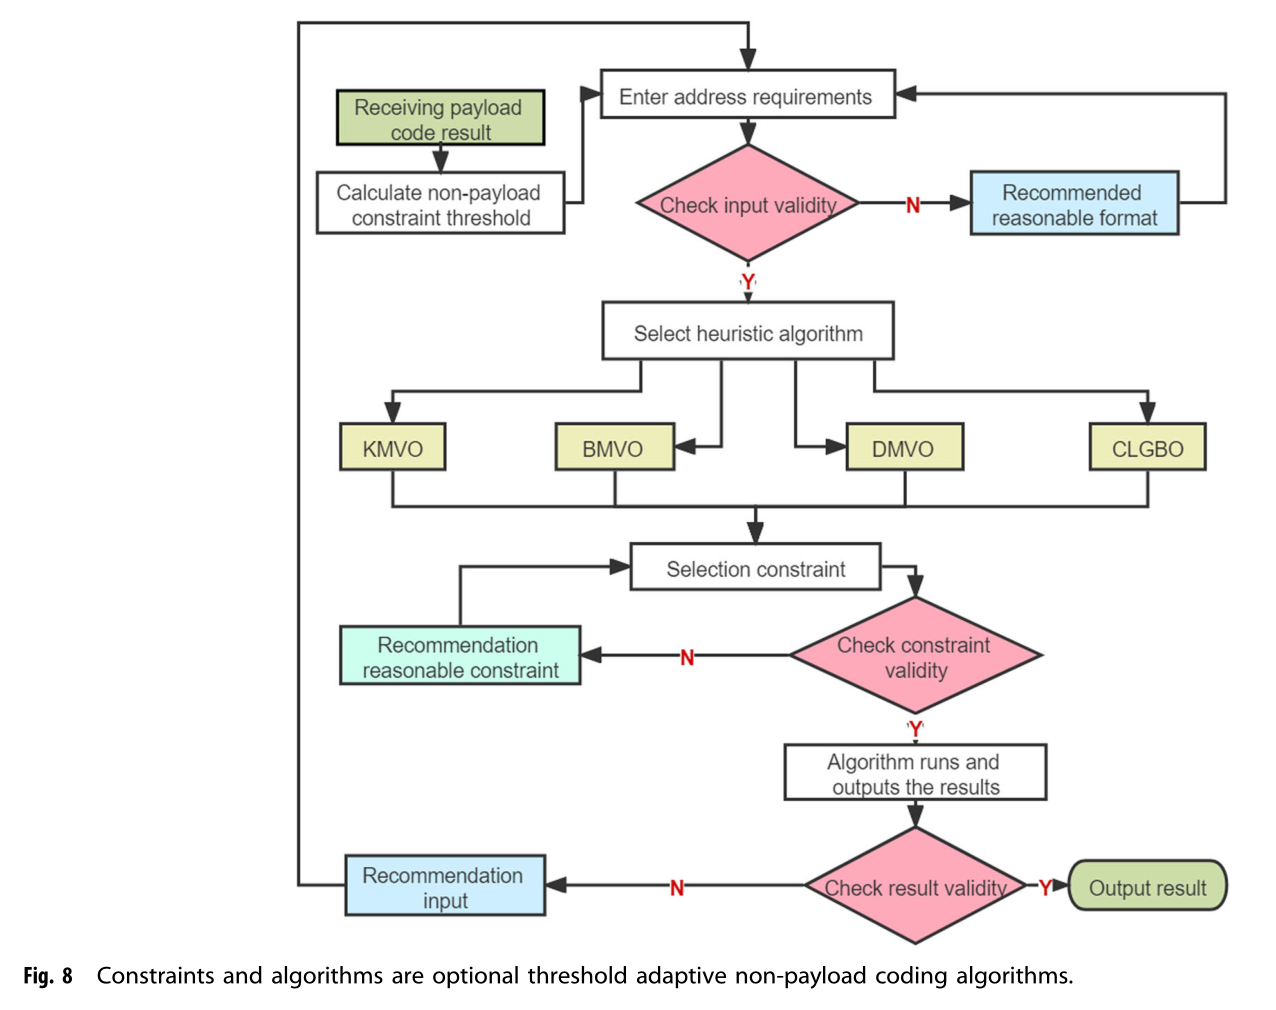 Enter address requirements
Receiving payload
code result
Calculate non-payload
constraint threshold
Check input validity
N
Recommended
reasonable format
Y
Select heuristic algorithm
KMVO
BMVO
DMVO
CLGBO
Selection constraint
Recommendation
reasonable constraint
N
Check constraint
validity
Y
Algorithm runs and
outputs the results
Recommendation
input
N
Check result validity
Y
Output result
Fig. 8 Constraints and algorithms are optional threshold adaptive non-payload coding algorithms.